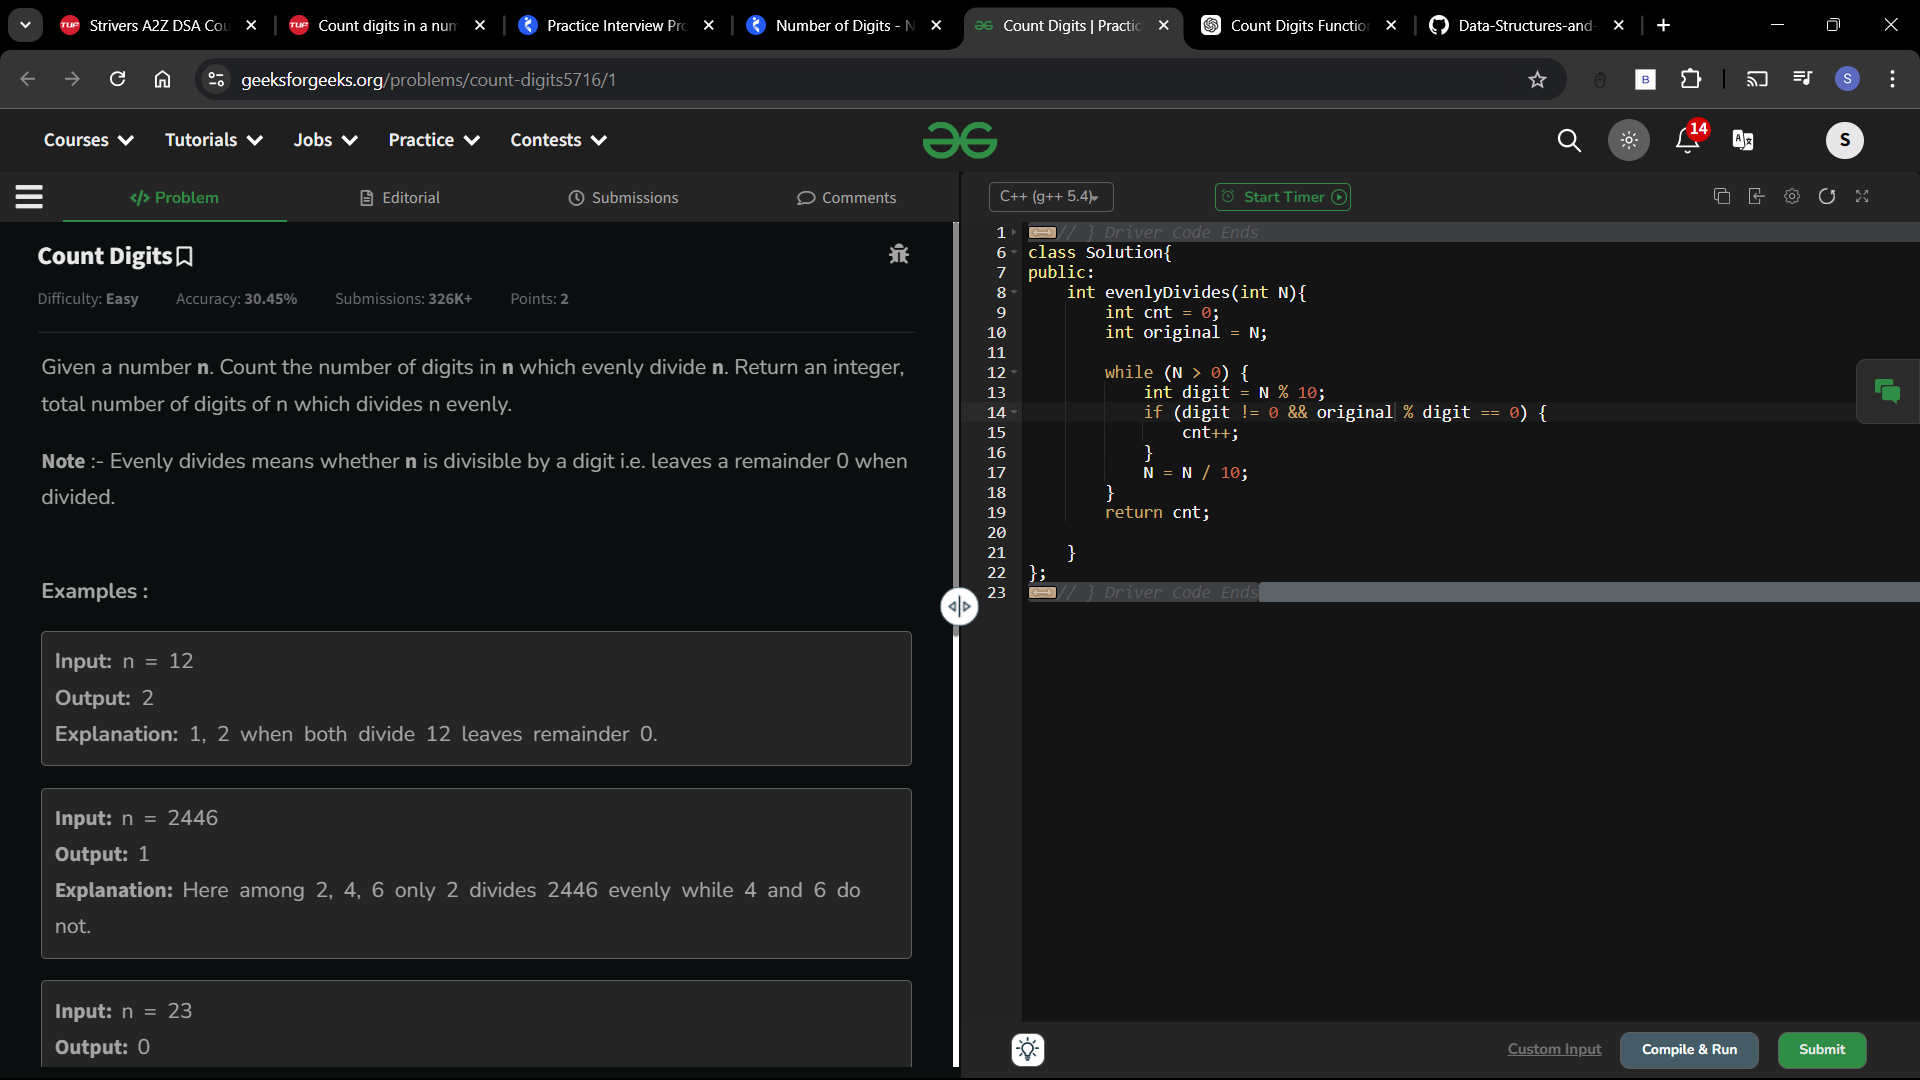 Strivers A2Z DSA Cou
Count digits in a num
Practice Interview Pro
Number of Digits - N
Count Digits | Practic
Count Digits Function
Data-Structures-and-
geeksforgeeks.org/problems/count-digits5716/1
B
S
Courses
Tutorials
Jobs
Practice
Contests
14
S
</> Problem
Editorial
Submissions
Comments
C++ (g++ 5.4)
Start Timer
Count Digits
Difficulty: Easy
Accuracy: 30.45%
Submissions: 326K+
Points: 2
Given a number n. Count the number of digits in n which evenly divide n. Return an integer,
total number of digits of n which divides n evenly.
Note :- Evenly divides means whether n is divisible by a digit i.e. leaves a remainder 0 when
divided.
Examples :
Input: n = 12
Output: 2
Explanation: 1, 2 when both divide 12 leaves remainder 0.
Input: n = 2446
Output: 1
Explanation: Here among 2, 4, 6 only 2 divides 2446 evenly while 4 and 6 do
not.
Input: n = 23
Output: 0
1 // } Driver Code Ends
6 class Solution{
7 public:
8 int evenlyDivides(int N){
9 int cnt = 0;
10 int original = N;
11
12 while (N > 0) {
13 int digit = N % 10;
14 if (digit != 0 && original % digit == 0) {
15 cnt++;
16 }
17 N = N / 10;
18 }
19 return cnt;
20
21 }
22 };
23 // } Driver Code Ends
Custom Input
Compile & Run
Submit